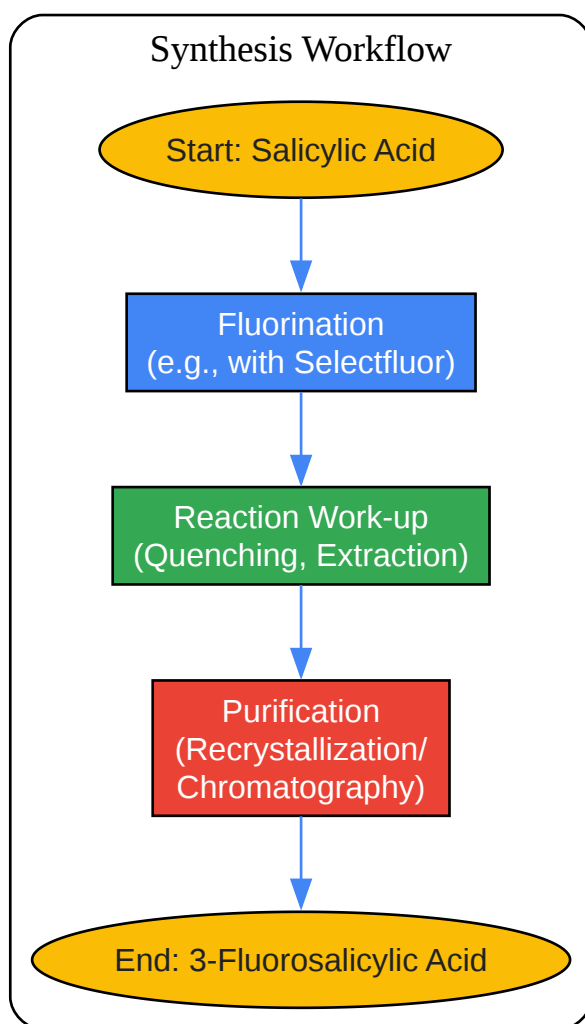 Synthesis Workflow
Start: Salicylic Acid
Fluorination
(e.g., with Selectfluor)
Reaction Work-up
(Quenching, Extraction)
Purification
(Recrystallization/
Chromatography)
End: 3-Fluorosalicylic Acid